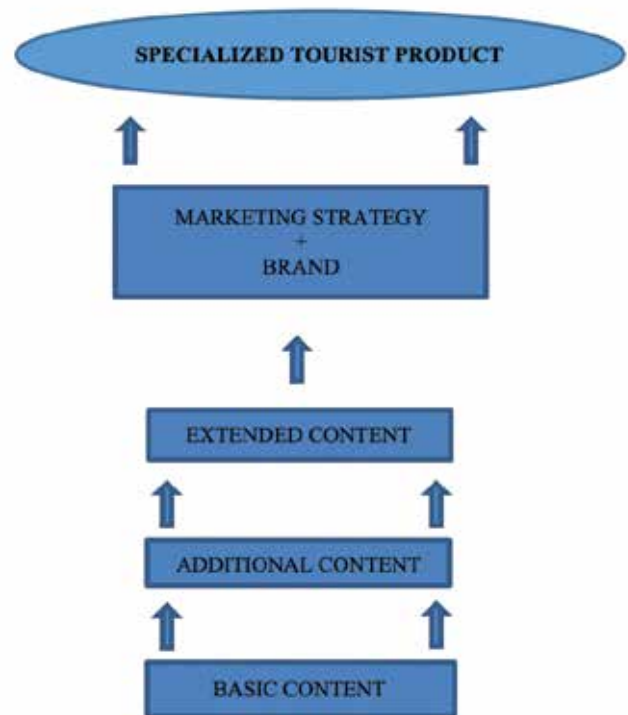 SPECIALIZED TOURIST PRODUCT
MARKETING STRATEGY
+
BRAND
EXTENDED CONTENT
ADDITIONAL CONTENT
BASIC CONTENT